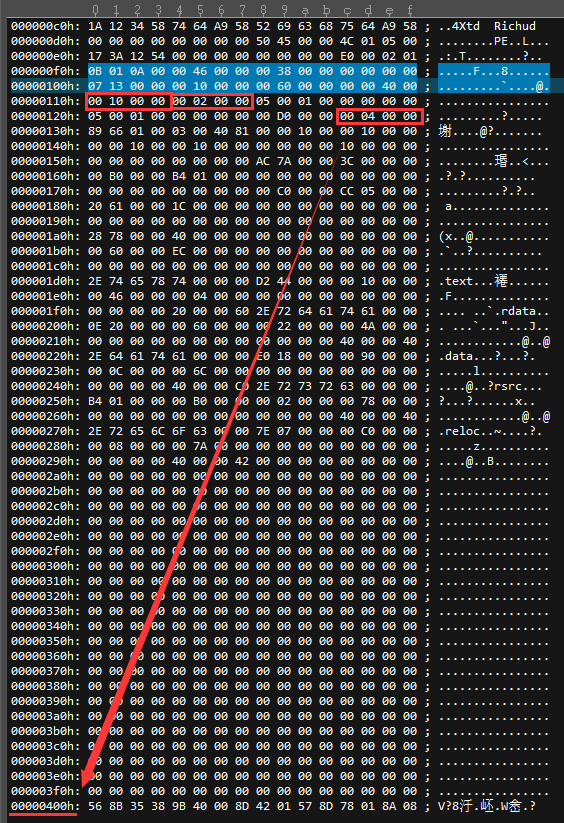 0 1 2 3 4 5 6 7 8 9 a b c d e f
000000c0h: 1A 12 34 58 74 64 A9 58 52 69 63 68 75 64 A9 58 ; ..4Xtd Richud
000000d0h: 00 00 00 00 00 00 00 00 50 45 00 00 4C 01 05 00 ; ........PE..L...
000000e0h: 17 3A 12 54 00 00 00 00 00 00 00 00 E0 00 02 01 ; .:.T........?...
000000f0h: 0B 01 0A 00 00 46 00 00 00 38 00 00 00 00 00 00 ; .....F...8......
00000100h: 07 13 00 00 00 10 00 00 00 60 00 00 00 00 40 00 ; .........`....@.
00000110h: 00 10 00 00 00 02 00 00 05 00 01 00 00 00 00 00 ; ................
00000120h: 05 00 01 00 00 00 00 00 00 D0 00 00 00 04 00 00 ; .........?......
00000130h: 89 66 01 00 03 00 40 81 00 00 10 00 00 10 00 00 ; ...@?.......
00000140h: 00 00 10 00 00 10 00 00 00 00 00 00 10 00 00 00 ; ................
00000150h: 00 00 00 00 00 00 00 00 AC 7A 00 00 3C 00 00 00 ; ........瑉..<...
00000160h: 00 B0 00 00 B4 01 00 00 00 00 00 00 00 00 00 00 ; .?.?..........
00000170h: 00 00 00 00 00 00 00 00 00 C0 00 00 CC 05 00 00 ; .........?.?..
00000180h: 20 61 00 00 1C 00 00 00 00 00 00 00 00 00 00 00 ; a..............
00000190h: 00 00 00 00 00 00 00 00 00 00 00 00 00 00 00 00 ; ................
000001a0h: 28 78 00 00 40 00 00 00 00 00 00 00 00 00 00 00 ; (x..@...........
000001b0h: 00 60 00 00 EC 00 00 00 00 00 00 00 00 00 00 00 ; .`..?...........
000001c0h: 00 00 00 00 00 00 00 00 00 00 00 00 00 00 00 00 ; ................
000001d0h: 2E 74 65 78 74 00 00 00 D2 44 00 00 00 10 00 00 ; .text...褼......
000001e0h: 00 46 00 00 00 04 00 00 00 00 00 00 00 00 00 00 ; .F..............
000001f0h: 00 00 00 00 20 00 00 60 2E 72 64 61 74 61 00 00 ; .... ..`.rdata..
00000200h: 0E 20 00 00 00 60 00 00 00 22 00 00 00 4A 00 00 ; . ...`..."...J..
00000210h: 00 00 00 00 00 00 00 00 00 00 00 00 40 00 00 40 ; ............@..@
00000220h: 2E 64 61 74 61 00 00 00 E0 18 00 00 00 90 00 00 ; .data...?...?.
00000230h: 00 0C 00 00 00 6C 00 00 00 00 00 00 00 00 00 00 ; .....l..........
00000240h: 00 00 00 00 40 00 00 C0 2E 72 73 72 63 00 00 00 ; ....@..?rsrc...
00000250h: B4 01 00 00 00 B0 00 00 00 02 00 00 00 78 00 00 ; ?...?......x..
00000260h: 00 00 00 00 00 00 00 00 00 00 00 00 40 00 00 40 ; ............@..@
00000270h: 2E 72 65 6C 6F 63 00 00 7E 07 00 00 00 C0 00 00 ; .reloc..~....?.
00000280h: 00 08 00 00 00 7A 00 00 00 00 00 00 00 00 00 00 ; .....z..........
00000290h: 00 00 00 00 40 00 00 42 00 00 00 00 00 00 00 00 ; ....@..B........
000002a0h: 00 00 00 00 00 00 00 00 00 00 00 00 00 00 00 00 ; ................
000002b0h: 00 00 00 00 00 00 00 00 00 00 00 00 00 00 00 00 ; ................
000002c0h: 00 00 00 00 00 00 00 00 00 00 00 00 00 00 00 00 ; ................
000002d0h: 00 00 00 00 00 00 00 00 00 00 00 00 00 00 00 00 ; ................
000002e0h: 00 00 00 00 00 00 00 00 00 00 00 00 00 00 00 00 ; ................
000002f0h: 00 00 00 00 00 00 00 00 00 00 00 00 00 00 00 00 ; ................
00000300h: 00 00 00 00 00 00 00 00 00 00 00 00 00 00 00 00 ; ................
00000310h: 00 00 00 00 00 00 00 00 00 00 00 00 00 00 00 00 ; ................
00000320h: 00 00 00 00 00 00 00 00 00 00 00 00 00 00 00 00 ; ................
00000330h: 00 00 00 00 00 00 00 00 00 00 00 00 00 00 00 00 ; ................
00000340h: 00 00 00 00 00 00 00 00 00 00 00 00 00 00 00 00 ; ................
00000350h: 00 00 00 00 00 00 00 00 00 00 00 00 00 00 00 00 ; ................
00000360h: 00 00 00 00 00 00 00 00 00 00 00 00 00 00 00 00 ; ................
00000370h: 00 00 00 00 00 00 00 00 00 00 00 00 00 00 00 00 ; ................
00000380h: 00 00 00 00 00 00 00 00 00 00 00 00 00 00 00 00 ; ................
00000390h: 00 00 00 00 00 00 00 00 00 00 00 00 00 00 00 00 ; ................
000003a0h: 00 00 00 00 00 00 00 00 00 00 00 00 00 00 00 00 ; ................
000003b0h: 00 00 00 00 00 00 00 00 00 00 00 00 00 00 00 00 ; ................
000003c0h: 00 00 00 00 00 00 00 00 00 00 00 00 00 00 00 00 ; ................
000003d0h: 00 00 00 00 00 00 00 00 00 00 00 00 00 00 00 00 ; ................
000003e0h: 00 00 00 00 00 00 00 00 00 00 00 00 00 00 00 00 ; ................
000003f0h: 00 00 00 00 00 00 00 00 00 00 00 00 00 00 00 00 ; ................
00000400h: 56 8B 35 38 9B 40 00 8D 42 01 57 8D 78 01 8A 08 ; V?8